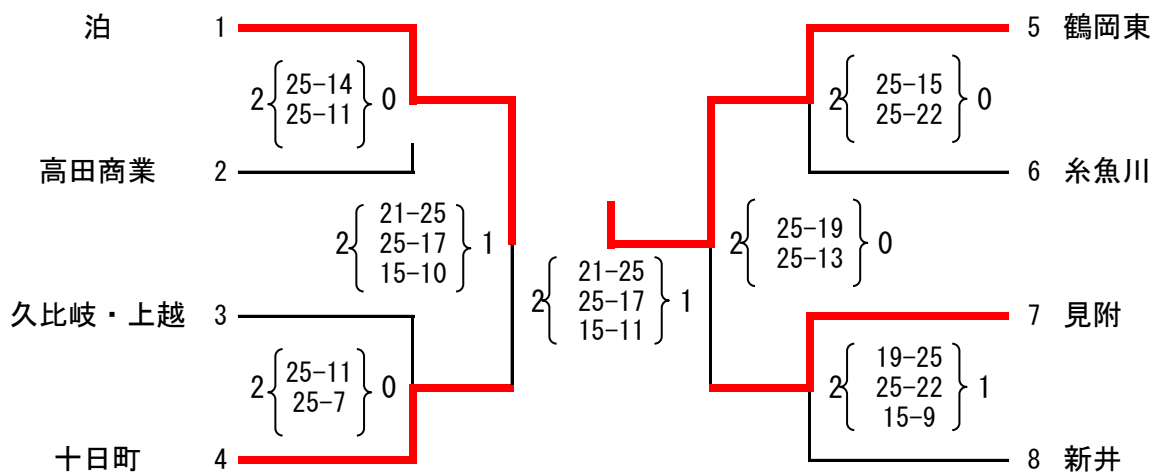 泊 1
2 25-14 0
25-11
高田商業 2
2 21-25 1
25-17
15-10
久比岐・上越 3
2 25-11 0
25-7
十日町 4
2 21-25 1
25-17
15-11
5 鶴岡東
2 25-15 0
25-22
6 糸魚川
2 25-19 0
25-13
7 見附
2 19-25 1
25-22
15-9
8 新井